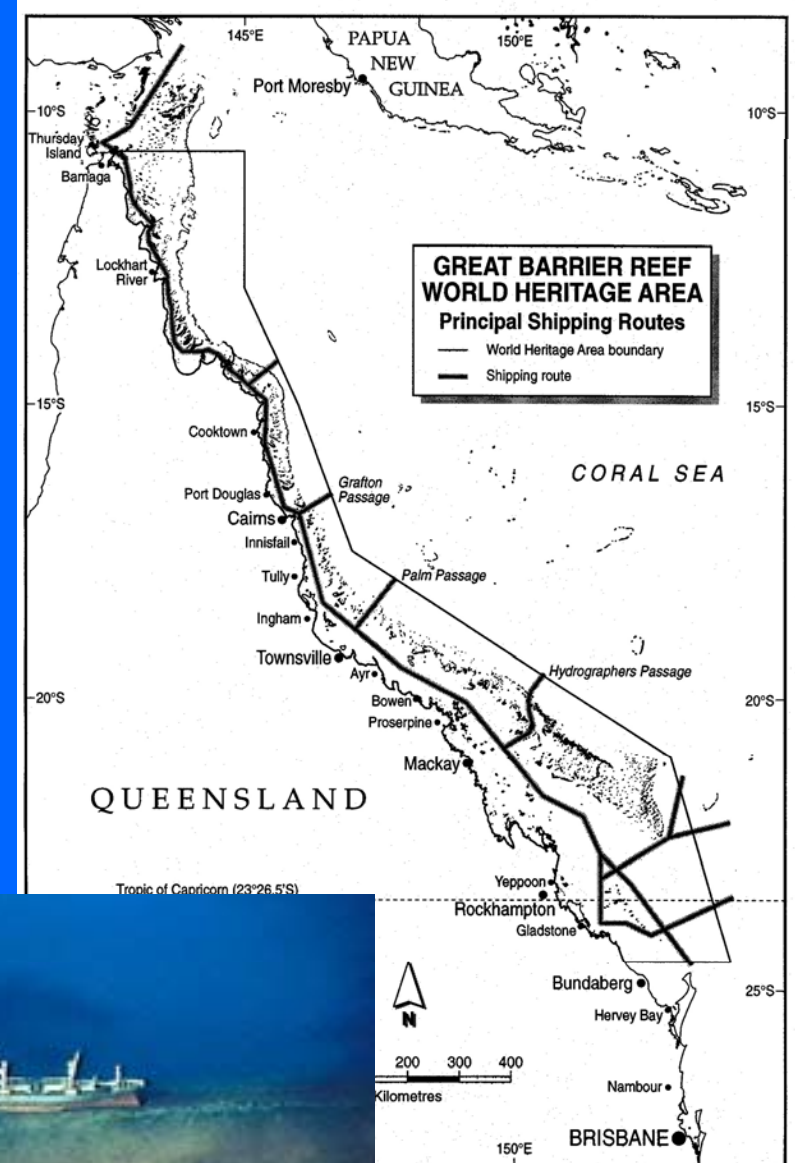 145°E
150°E
PAPUA
NEW
GUINEA
Port Moresby
10°S
10°S
Thursday
Island
Bamaga
Lockhart
River
GREAT BARRIER REEF
WORLD HERITAGE AREA
Principal Shipping Routes
World Heritage Area boundary
Shipping route
15°S
15°S
Cooktown
CORAL SEA
Grafton
Passage
Port Douglas
Cairns
Innisfail
Tully
Palm Passage
Ingham
Townsville
Ayr
Hydrographers Passage
20°S
20°S
Bowen
Proserpine
Mackay
QUEENSLAND
Yeppoon
Tropic of Capricorn (23°26.5'S)
Rockhampton
Gladstone
Bundaberg
25°S
Hervey Bay
N
200 300 400
Kilometres
Nambour
BRISBANE
150°E